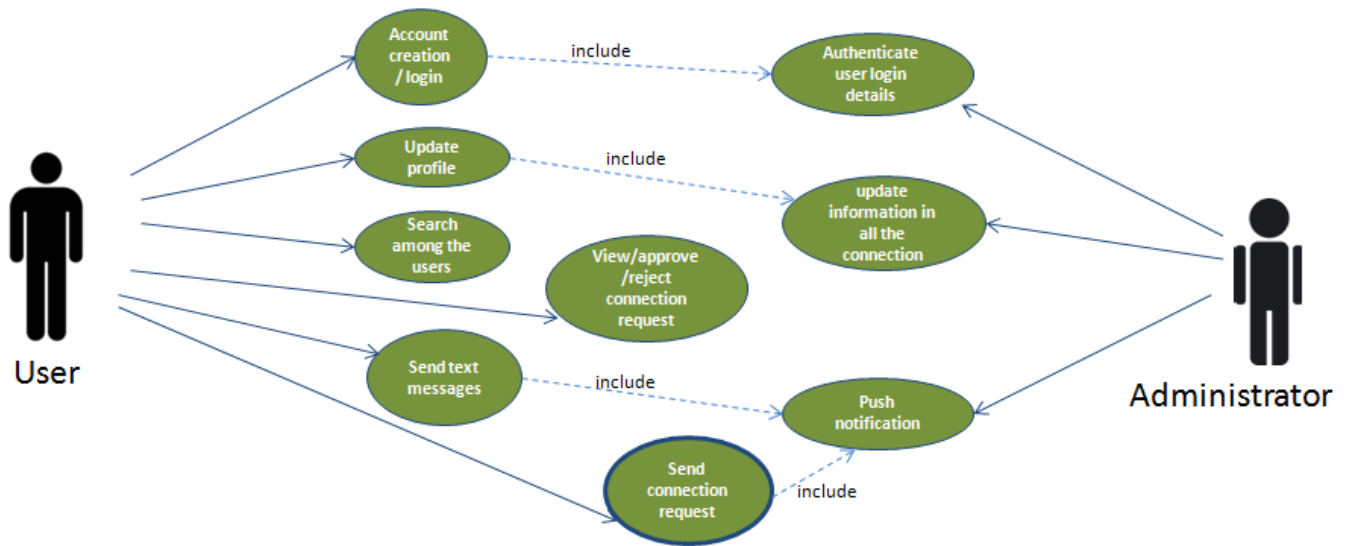 Account
creation
/ login
include
Authenticate
user login
details
Update
profile
include
update
information in
all the
connection
Search
among the
users
View/approve
/reject
connection
request
User
Send text
messages
include
Push
notification
Administrator
Send
connection
request
include